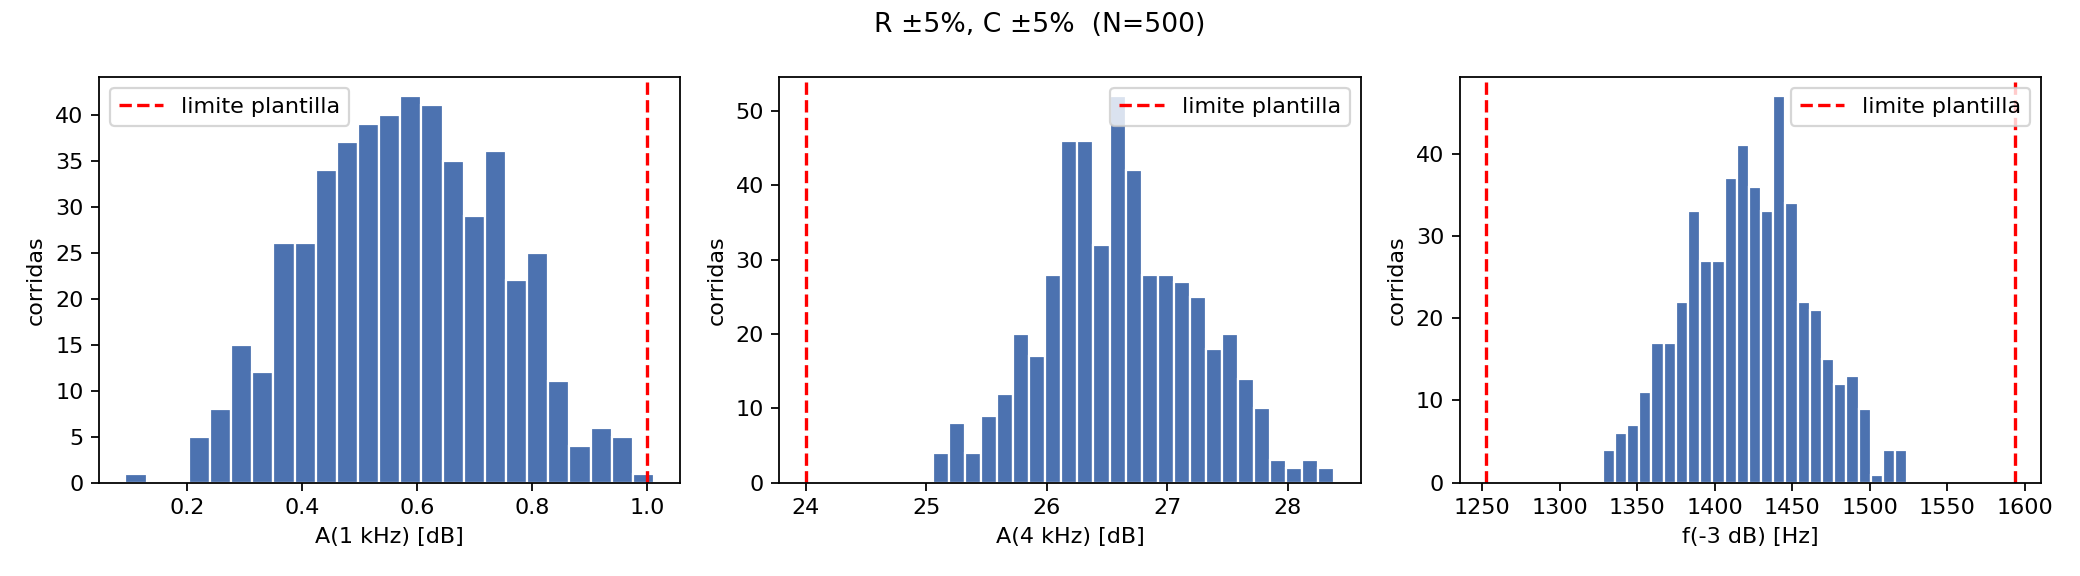 R ±5%, C ±5%  (N=500)
limite plantilla
corridas
40
35
30
25
20
15
10
5
0
0.2 0.4 0.6 0.8 1.0
A(1 kHz) [dB]
limite plantilla
corridas
50
40
30
20
10
0
24 25 26 27 28
A(4 kHz) [dB]
limite plantilla
corridas
40
30
20
10
0
1250 1300 1350 1400 1450 1500 1550 1600
f(-3 dB) [Hz]